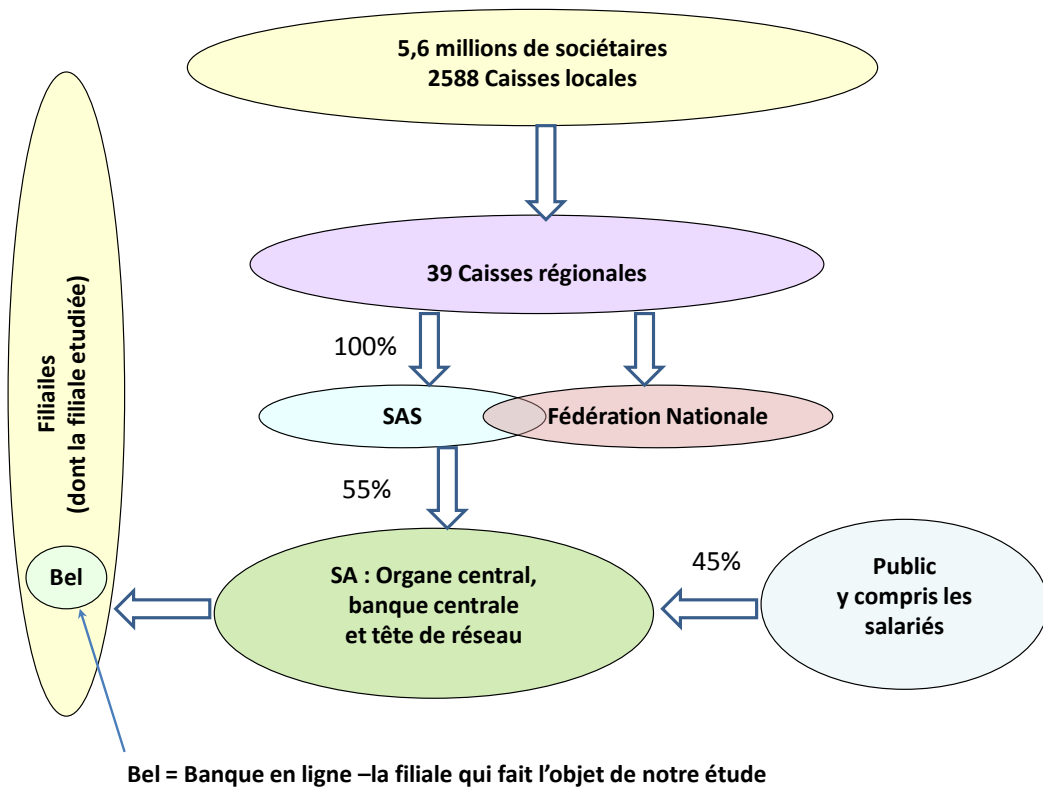 5,6 millions de sociétaires
2588 Caisses locales
39 Caisses régionales
100%
SAS
Fédération Nationale
55%
Filiales
(dont la filiale etudiée)
Bel
SA : Organe central,
banque centrale
et tête de réseau
45%
Public
y compris les
salariés
Bel = Banque en ligne –la filiale qui fait l’objet de notre étude